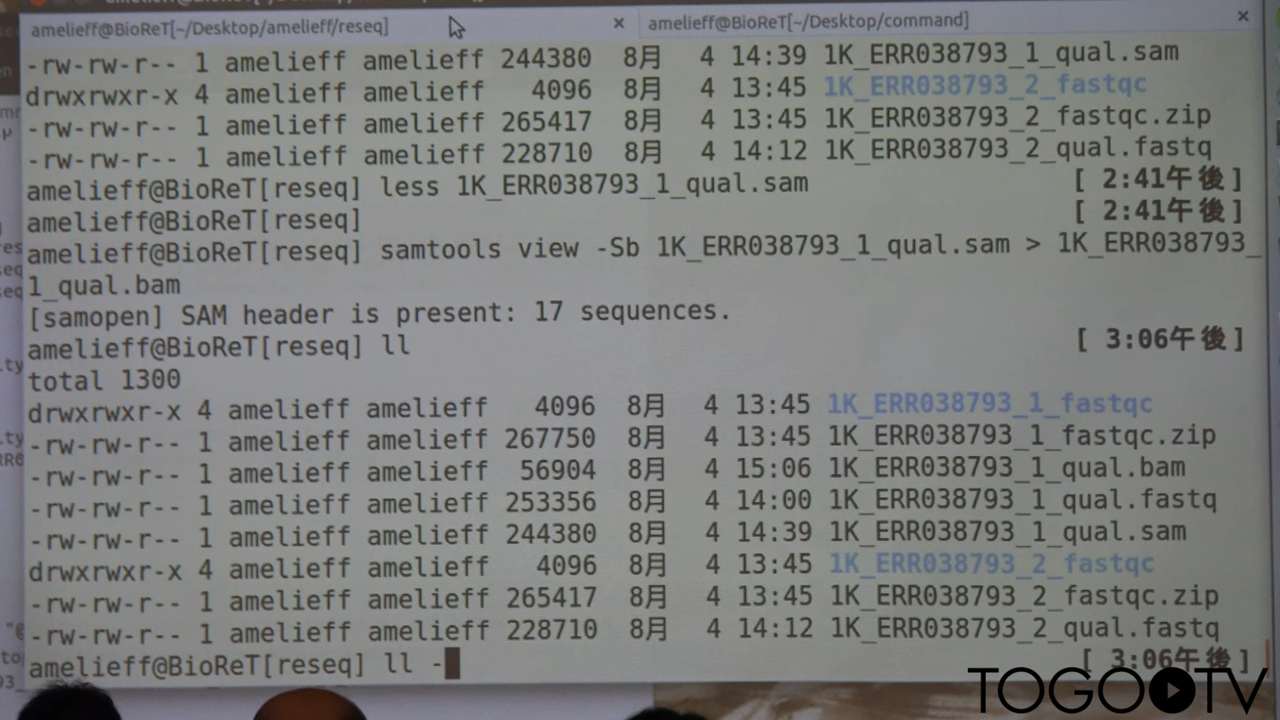 amelieff@BioReT[~/Desktop/amelieff/reseq] × amelieff@BioReT[~/Desktop/command] ×
-rw-rw-r-- 1 amelieff amelieff 244380 8月 4 14:39 1K_ERR038793_1_qual.sam
drwxrwxr-x 4 amelieff amelieff 4096 8月 4 13:45 1K_ERR038793_2_fastqc
-rw-rw-r-- 1 amelieff amelieff 265417 8月 4 13:45 1K_ERR038793_2_fastqc.zip
-rw-rw-r-- 1 amelieff amelieff 228710 8月 4 14:12 1K_ERR038793_2_qual.fastq
amelieff@BioReT[reseq] less 1K_ERR038793_1_qual.sam [ 2:41午後]
amelieff@BioReT[reseq] [ 2:41午後]
amelieff@BioReT[reseq] samtools view -Sb 1K_ERR038793_1_qual.sam > 1K_ERR038793_
1_qual.bam
[samopen] SAM header is present: 17 sequences.
amelieff@BioReT[reseq] ll [ 3:06午後]
total 1300
drwxrwxr-x 4 amelieff amelieff 4096 8月 4 13:45 1K_ERR038793_1_fastqc
-rw-rw-r-- 1 amelieff amelieff 267750 8月 4 13:45 1K_ERR038793_1_fastqc.zip
-rw-rw-r-- 1 amelieff amelieff 56904 8月 4 15:06 1K_ERR038793_1_qual.bam
-rw-rw-r-- 1 amelieff amelieff 253356 8月 4 14:00 1K_ERR038793_1_qual.fastq
-rw-rw-r-- 1 amelieff amelieff 244380 8月 4 14:39 1K_ERR038793_1_qual.sam
drwxrwxr-x 4 amelieff amelieff 4096 8月 4 13:45 1K_ERR038793_2_fastqc
-rw-rw-r-- 1 amelieff amelieff 265417 8月 4 13:45 1K_ERR038793_2_fastqc.zip
-rw-rw-r-- 1 amelieff amelieff 228710 8月 4 14:12 1K_ERR038793_2_qual.fastq
amelieff@BioReT[reseq] ll - [ 3:06午後]
TOGO TV